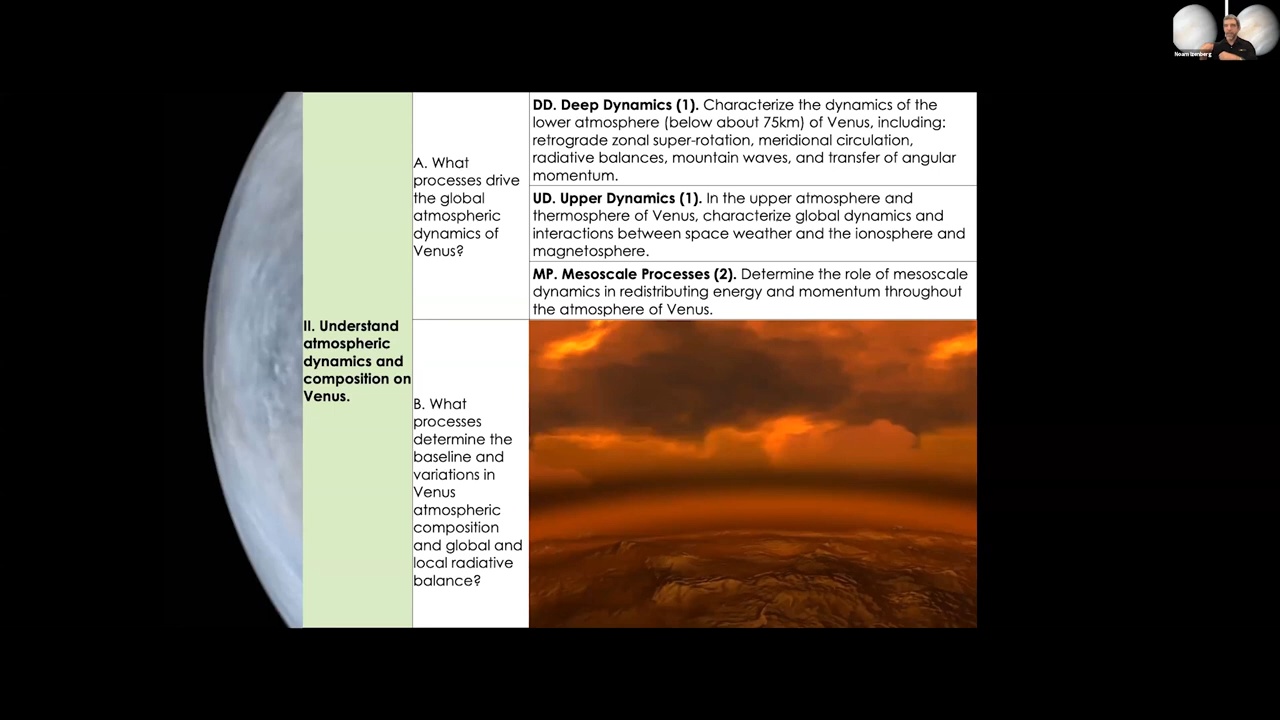 Noam Izenberg
II. Understand
atmospheric
dynamics and
composition on
Venus.
A. What
processes drive
the global
atmospheric
dynamics of
Venus?
DD. Deep Dynamics (1). Characterize the dynamics of the
lower atmosphere (below about 75km) of Venus, including:
retrograde zonal super-rotation, meridional circulation,
radiative balances, mountain waves, and transfer of angular
momentum.
UD. Upper Dynamics (1). In the upper atmosphere and
thermosphere of Venus, characterize global dynamics and
interactions between space weather and the ionosphere and
magnetosphere.
MP. Mesoscale Processes (2). Determine the role of mesoscale
dynamics in redistributing energy and momentum throughout
the atmosphere of Venus.
B. What
processes
determine the
baseline and
variations in
Venus
atmospheric
composition
and global and
local radiative
balance?